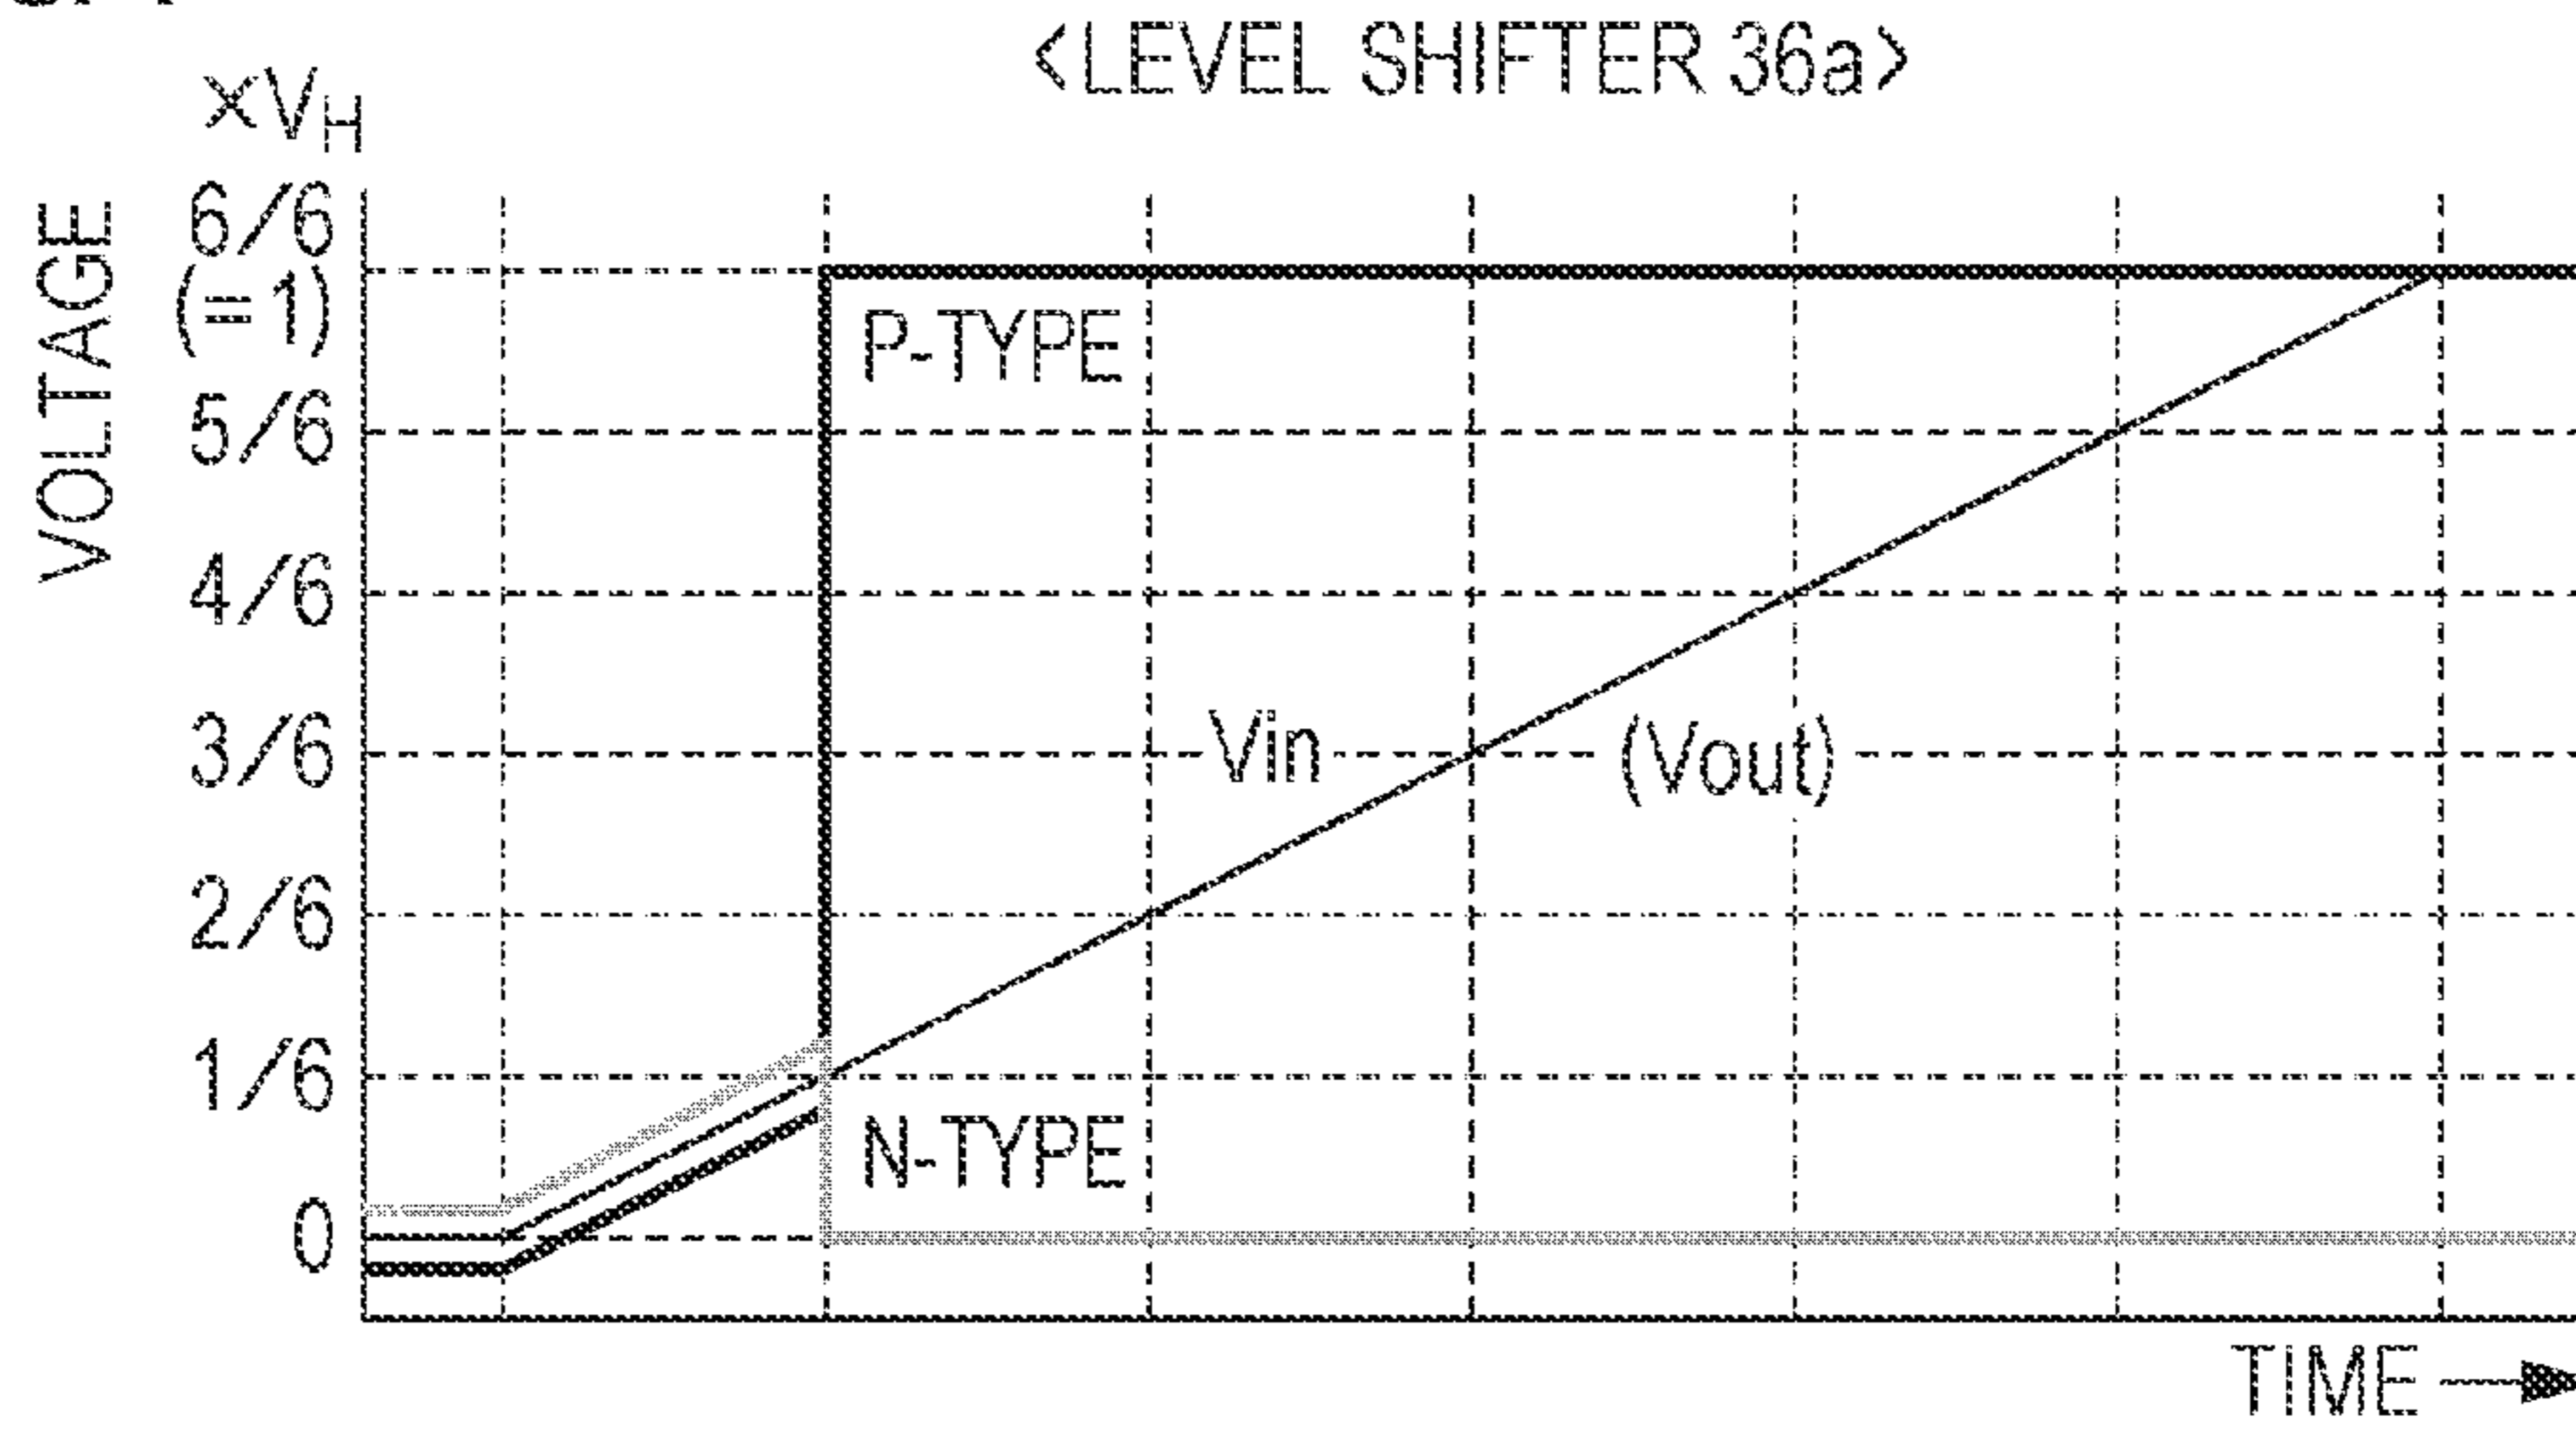 <LEVEL SHIFTER 36a>
×VH
VOLTAGE
6/6
(=1)
5/6
4/6
3/6
2/6
1/6
0
P-TYPE
Vin
(Vout)
N-TYPE
TIME